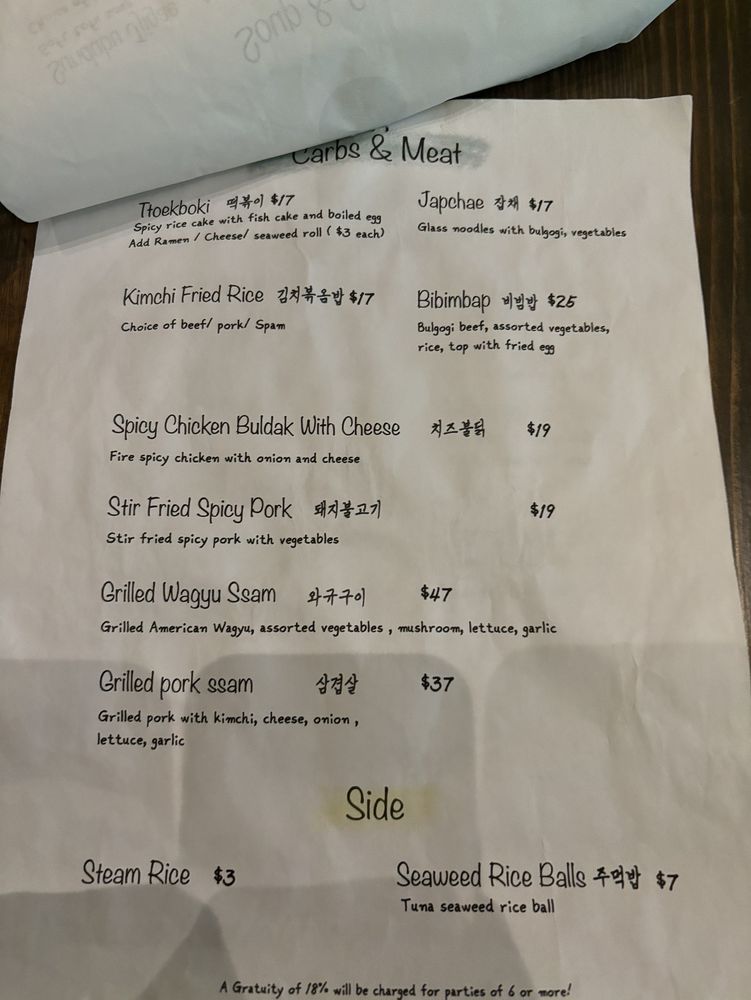 Carbs & Meat
Ttoekboki 떡볶이 $17
Spicy rice cake with fish cake and boiled egg
Add Ramen / Cheese/ seaweed roll ( $3 each)
Japchae 잡채 $17
Glass noodles with bulgogi, vegetables
Kimchi Fried Rice 김치볶음밥 $17
Choice of beef/ pork/ Spam
Bibimbap 비빔밥 $25
Bulgogi beef, assorted vegetables,
rice, top with fried egg
Spicy Chicken Buldak With Cheese 치즈불닭 $19
Fire spicy chicken with onion and cheese
Stir Fried Spicy Pork 돼지불고기 $19
Stir fried spicy pork with vegetables
Grilled Wagyu Ssam 와규구이 $47
Grilled American Wagyu, assorted vegetables , mushroom, lettuce, garlic
Grilled pork ssam 삼겹살 $37
Grilled pork with kimchi, cheese, onion ,
lettuce, garlic
Side
Steam Rice $3
Seaweed Rice Balls 주먹밥 $7
Tuna seaweed rice ball
A Gratuity of 18% will be charged for parties of 6 or more!